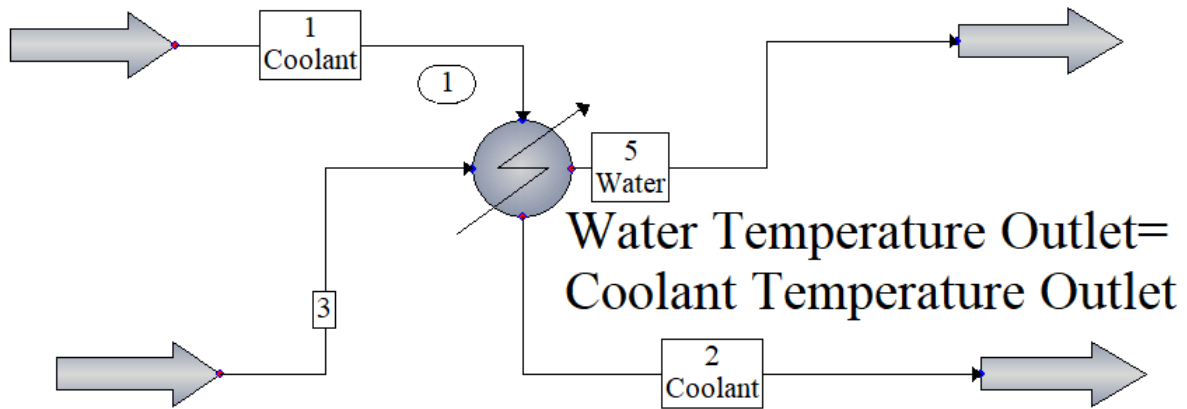 1
Coolant
1
5
Water
Water Temperature Outlet=
Coolant Temperature Outlet
3
2
Coolant